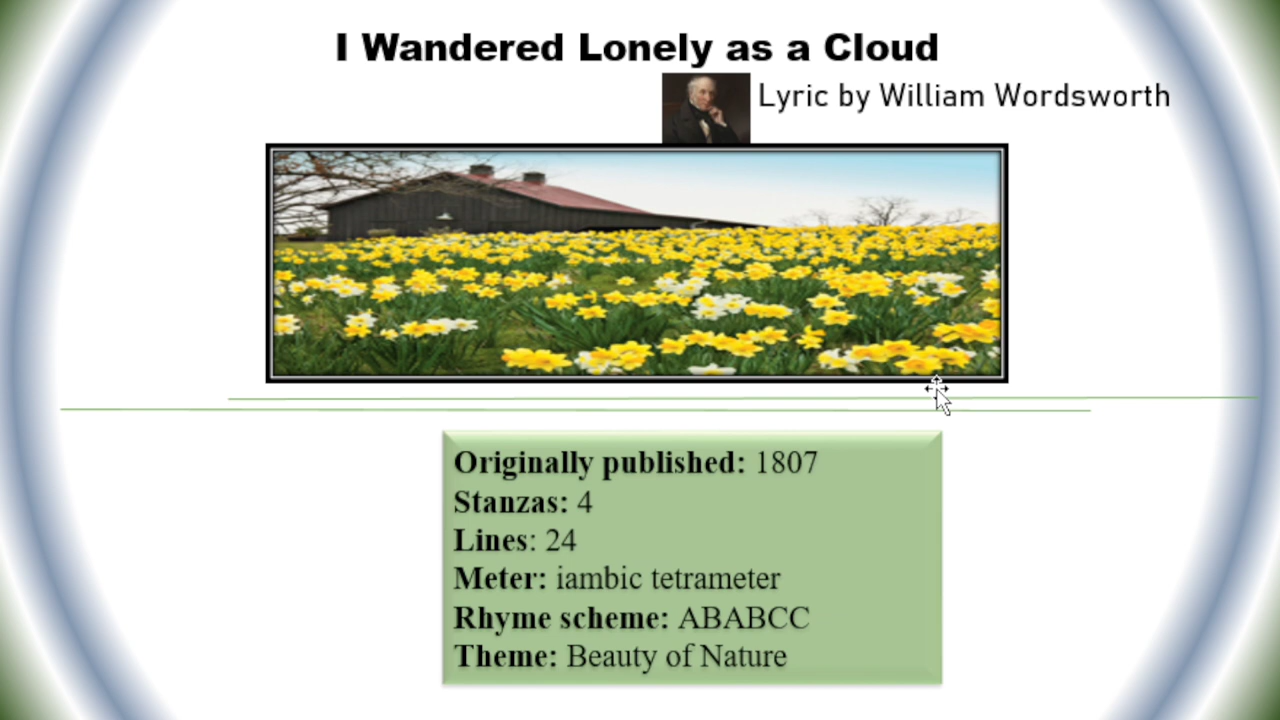 I Wandered Lonely as a Cloud
Lyric by William Wordsworth
Originally published: 1807
Stanzas: 4
Lines: 24
Meter: iambic tetrameter
Rhyme scheme: ABABCC
Theme: Beauty of Nature